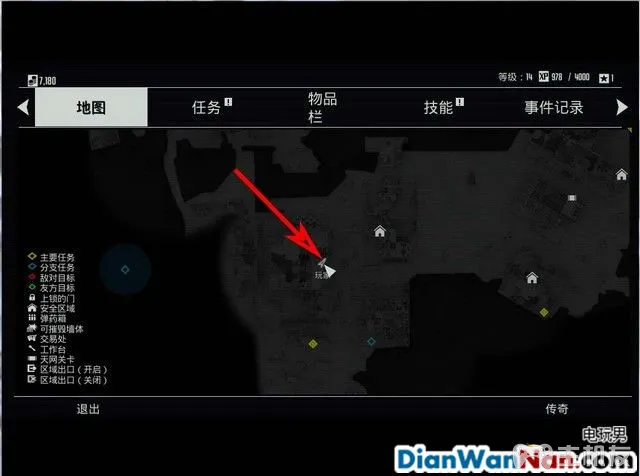 7,180
等级：14 XP 978 / 4000 1
地图
任务
物品栏
技能
事件记录
玩家
主要任务
分支任务
敌对目标
友方目标
上锁的门
安全区域
弹药箱
可摧毁墙体
交易处
工作台
天网关卡
区域出口（开启）
区域出口（关闭）
退出
传奇
电玩男
DianWanNan.com